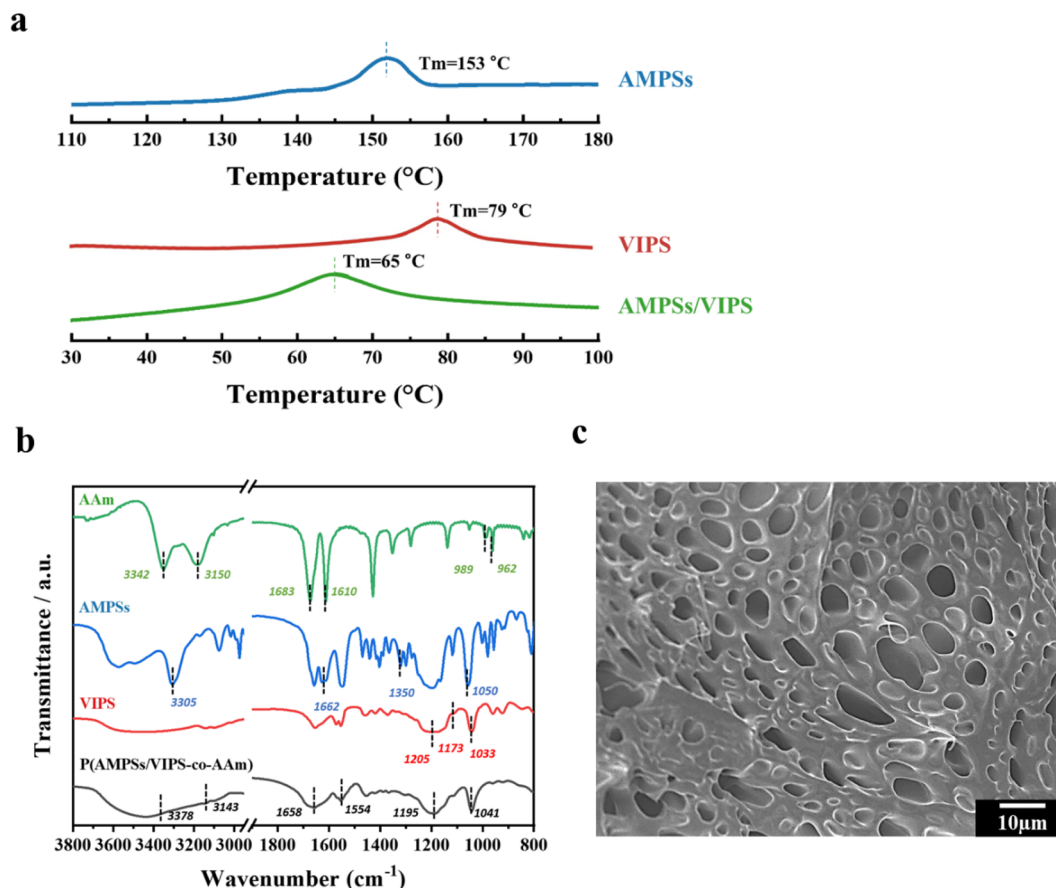 a
Tm=153 °C
AMPSs
110 120 130 140 150 160 170 180
Temperature (°C)
Tm=79 °C
VIPS
Tm=65 °C
AMPSs/VIPS
30 40 50 60 72 80 90 100
Temperature (°C)
b
c
AAm
3342 3150
1683 1610
989 962
AMPSs
3305
1662
1350
1050
VIPS
1205
1173
1033
P(AMPSs/VIPS-co-AAm)
3378
3143
1658
1554
1195
1041
3800 3600 3400 3200 3000 1800 1600 1400 1200 1000 800
Wavenumber (cm⁻¹)
Transmittance / a.u.
10μm